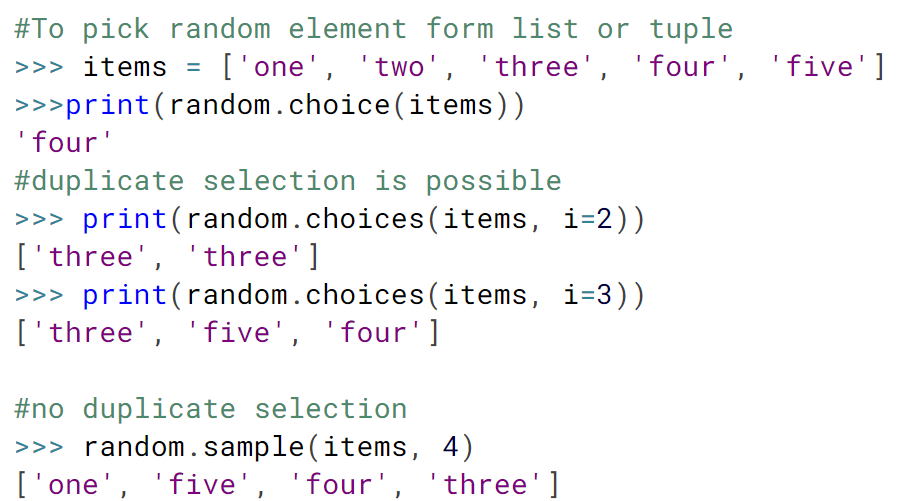 #To pick random element form list or tuple
>>> items = ['one', 'two', 'three', 'four', 'five']
>>>print(random.choice(items))
'four'
#duplicate selection is possible
>>> print(random.choices(items, i=2))
['three', 'three']
>>> print(random.choices(items, i=3))
['three', 'five', 'four']
#no duplicate selection
>>> random.sample(items, 4)
['one', 'five', 'four', 'three']